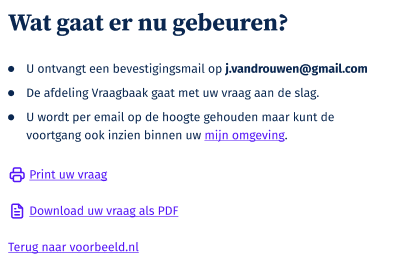 Wat gaat er nu gebeuren?
U ontvangt een bevestigingsmail op j.vandrouwen@gmail.com
De afdeling Vraagbaak gaat met uw vraag aan de slag.
U wordt per email op de hoogte gehouden maar kunt de
voortgang ook inzien binnen uw mijn omgeving.
Print uw vraag
Download uw vraag als PDF
Terug naar voorbeeld.nl